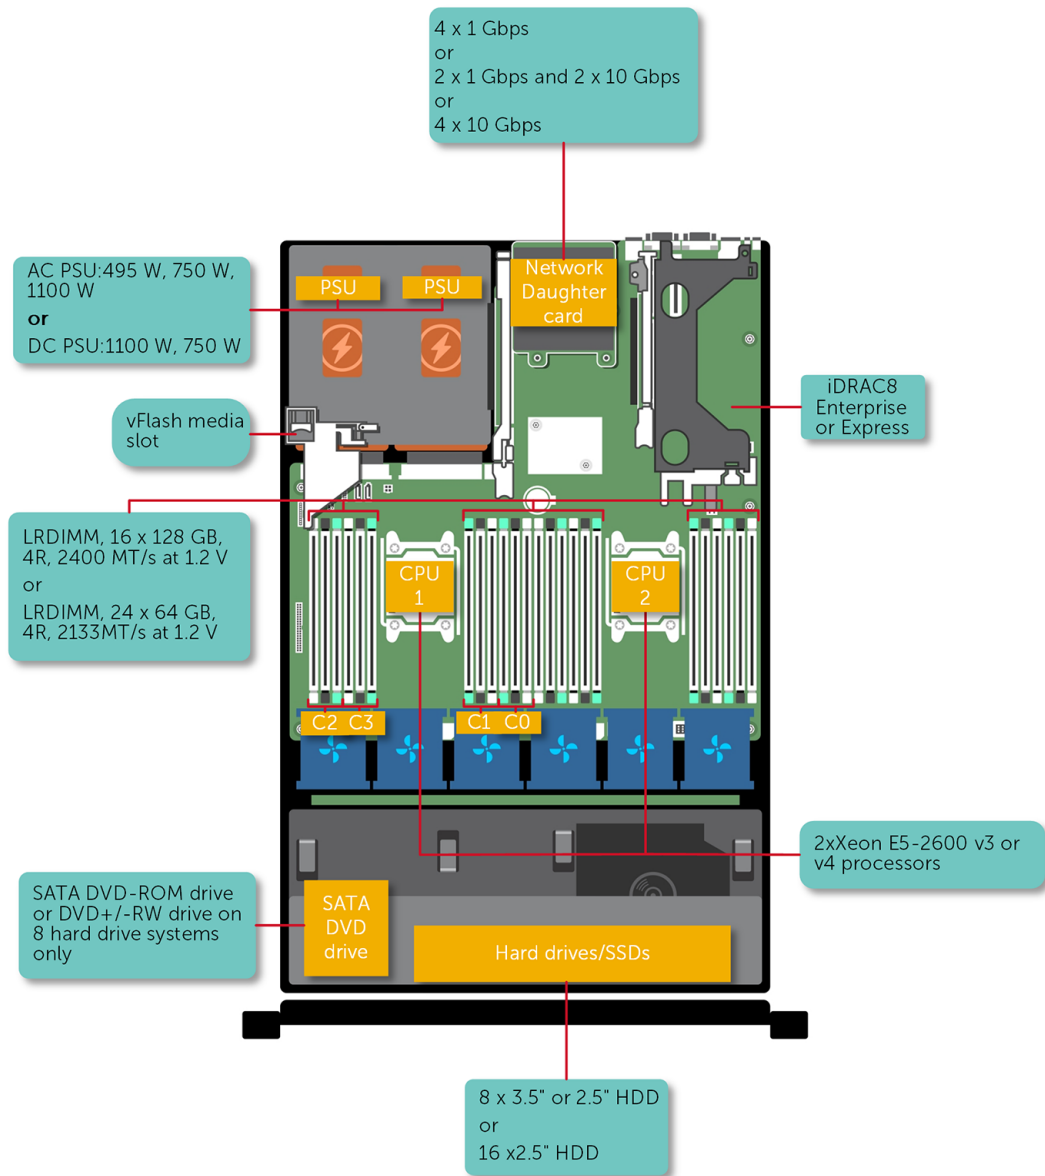 4 x 1 Gbps
or
2 x 1 Gbps and 2 x 10 Gbps
or
4 x 10 Gbps
AC PSU:495 W, 750 W,
1100 W
or
DC PSU:1100 W, 750 W
PSU
PSU
Network
Daughter
card
vFlash media
slot
iDRAC8
Enterprise
or Express
LRDIMM, 16 x 128 GB,
4R, 2400 MT/s at 1.2 V
or
LRDIMM, 24 x 64 GB,
4R, 2133MT/s at 1.2 V
CPU
1
CPU
2
C2
C3
C1
C0
2xXeon E5-2600 v3 or
v4 processors
SATA DVD-ROM drive
or DVD+/-RW drive on
8 hard drive systems
only
SATA
DVD
drive
Hard drives/SSDs
8 x 3.5" or 2.5" HDD
or
16 x2.5" HDD